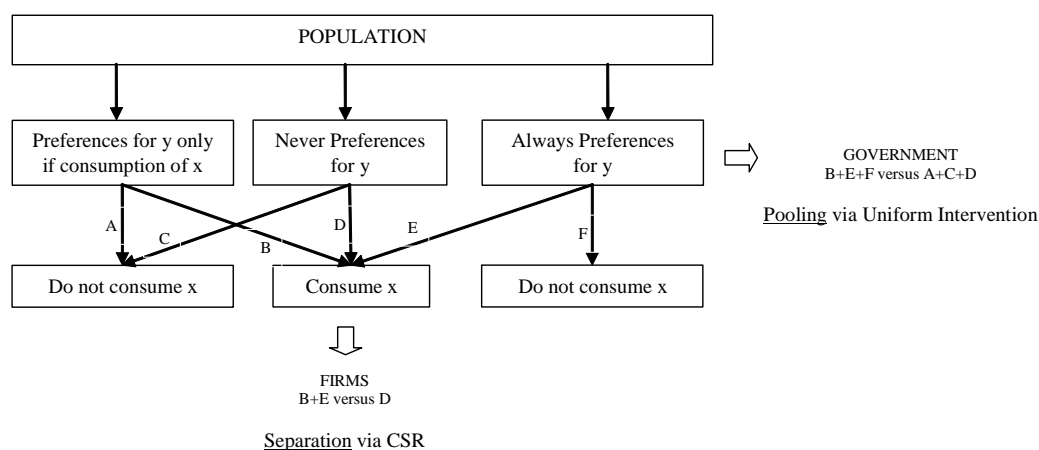 POPULATION
Preferences for y only
if consumption of x
Never Preferences
for y
Always Preferences
for y
GOVERNMENT
B+E+F versus A+C+D
Pooling via Uniform Intervention
A
C
B
D
E
F
Do not consume x
Consume x
Do not consume x
FIRMS
B+E versus D
Separation via CSR